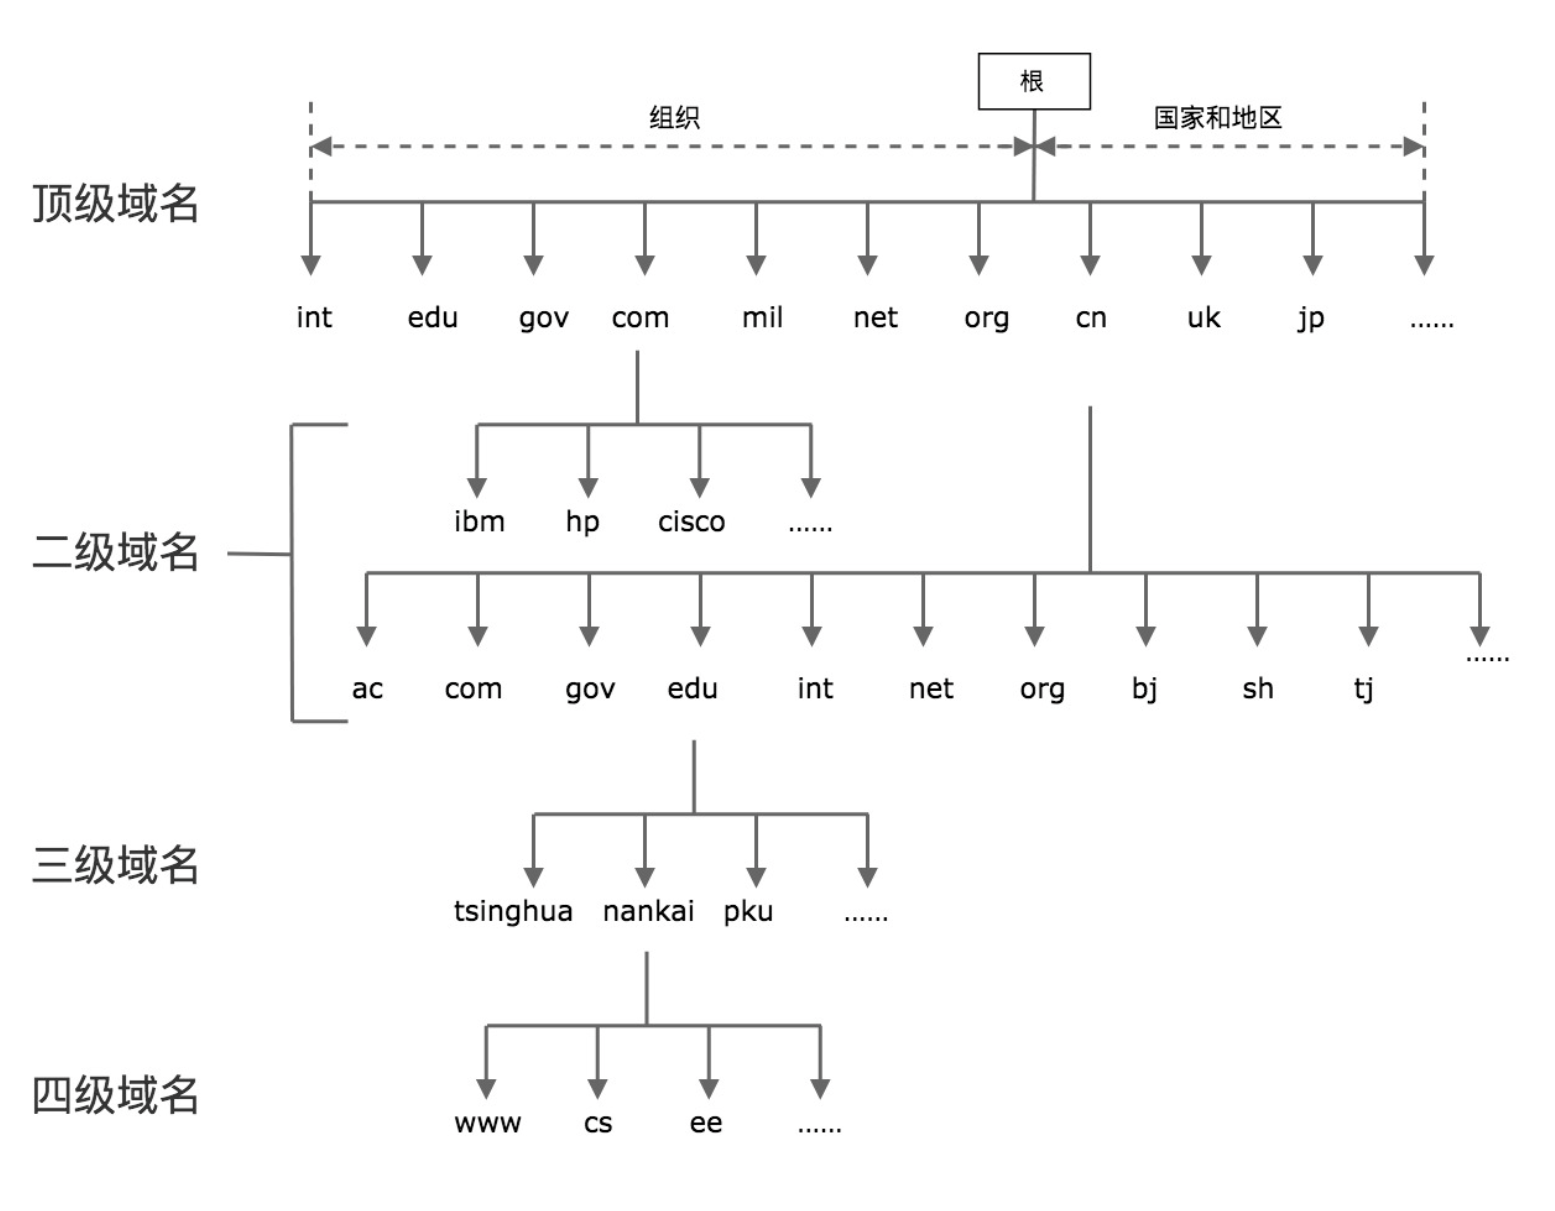 根
组织
国家和地区
顶级域名
int edu gov com mil net org cn uk jp ......
ibm hp cisco ......
二级域名
ac com gov edu int net org bj sh tj ......
三级域名
tsinghua nankai pku ......
四级域名
www cs ee ......